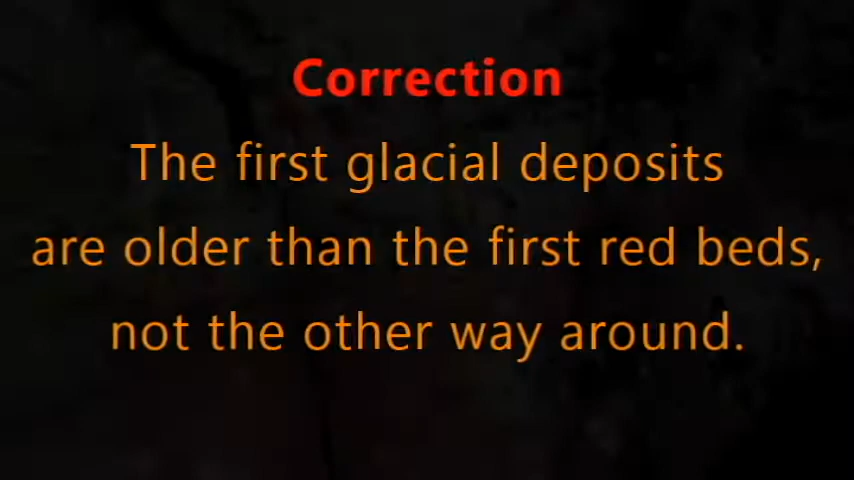 Correction
The first glacial deposits
are older than the first red beds,
not the other way around.